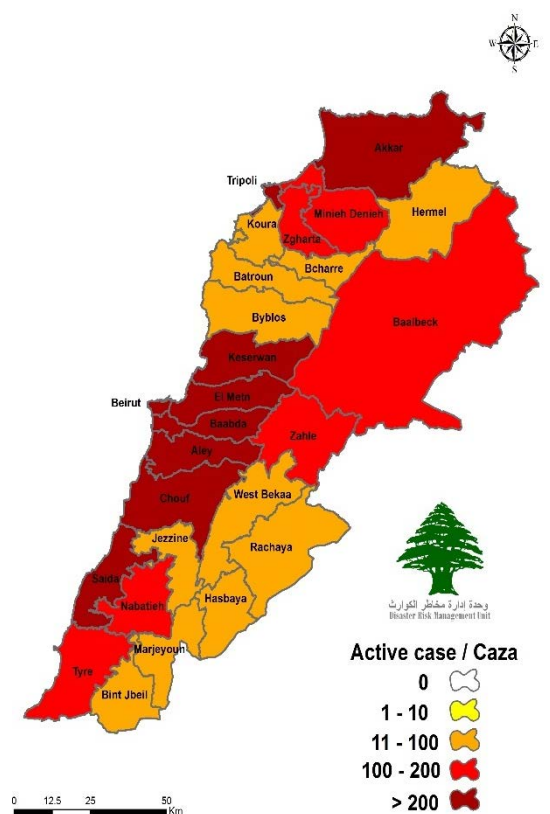 N
W E
S
Akkar
Tripoli
Minieh Denieh
Hermel
Koura
Zgharta
Bcharre
Batroun
Baalbeck
Byblos
Keserwan
El Metn
Beirut
Baabda
Zahle
Aley
West Bekaa
Chouf
Jezzine
Rachaya
Saida
Hasbaya
Nabatieh
Marjeyoun
Tyre
Bint Jbeil
وحدة إدارة مخاطر الكوارث
Disaster Risk Management Unit
Active case / Caza
0
1 - 10
11 - 100
100 - 200
> 200
0 12.5 25 50
Km